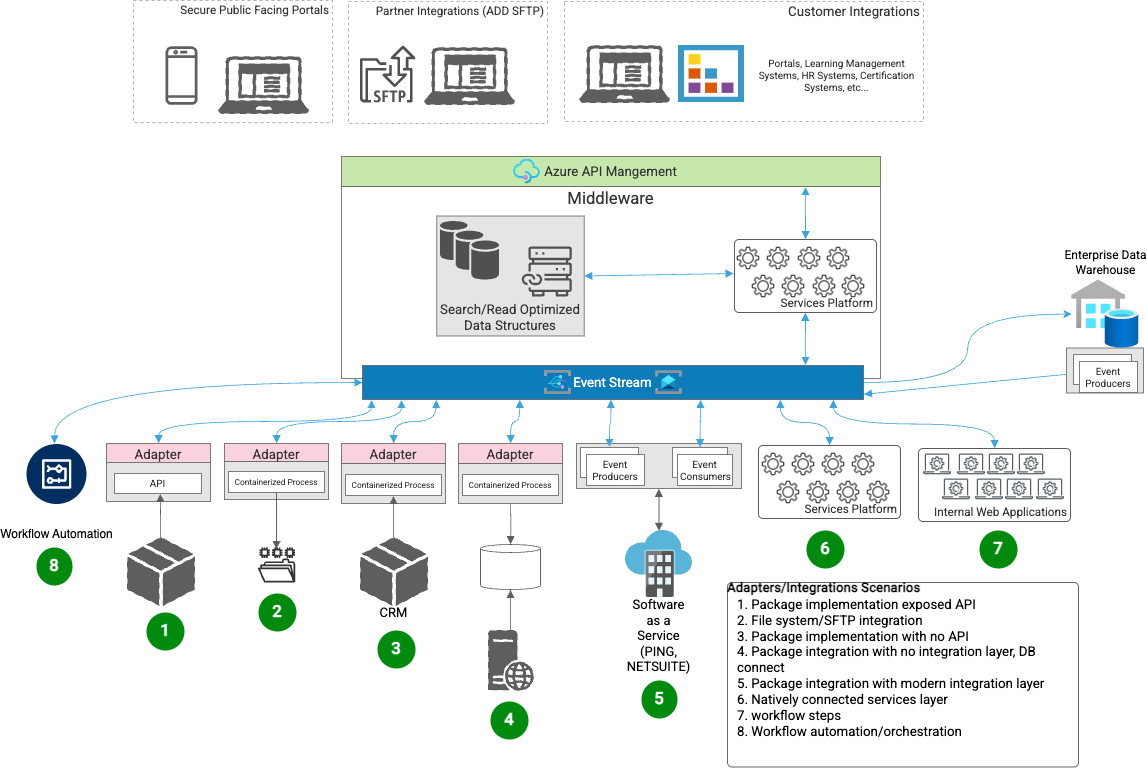 Secure Public Facing Portals
Partner Integrations (ADD SFTP)
Customer Integrations
SFTP
Portals, Learning Management
Systems, HR Systems, Certification
Systems, etc...
Azure API Mangement
Middleware
Search/Read Optimized
Data Structures
Services Platform
Enterprise Data
Warehouse
Event
Producers
Event Stream
Adapter
API
Adapter
Containerized Process
Adapter
Containerized Process
Adapter
Containerized Process
Event
Producers
Event
Consumers
Services Platform
Internal Web Applications
Workflow Automation
8
1
2
CRM
3
4
Software
as a
Service
(PING,
NETSUITE)
5
6
7
Adapters/Integrations Scenarios
1. Package implementation exposed API
2. File system/SFTP integration
3. Package implementation with no API
4. Package integration with no integration layer, DB
connect
5. Package integration with modern integration layer
6. Natively connected services layer
7. workflow steps
8. Workflow automation/orchestration